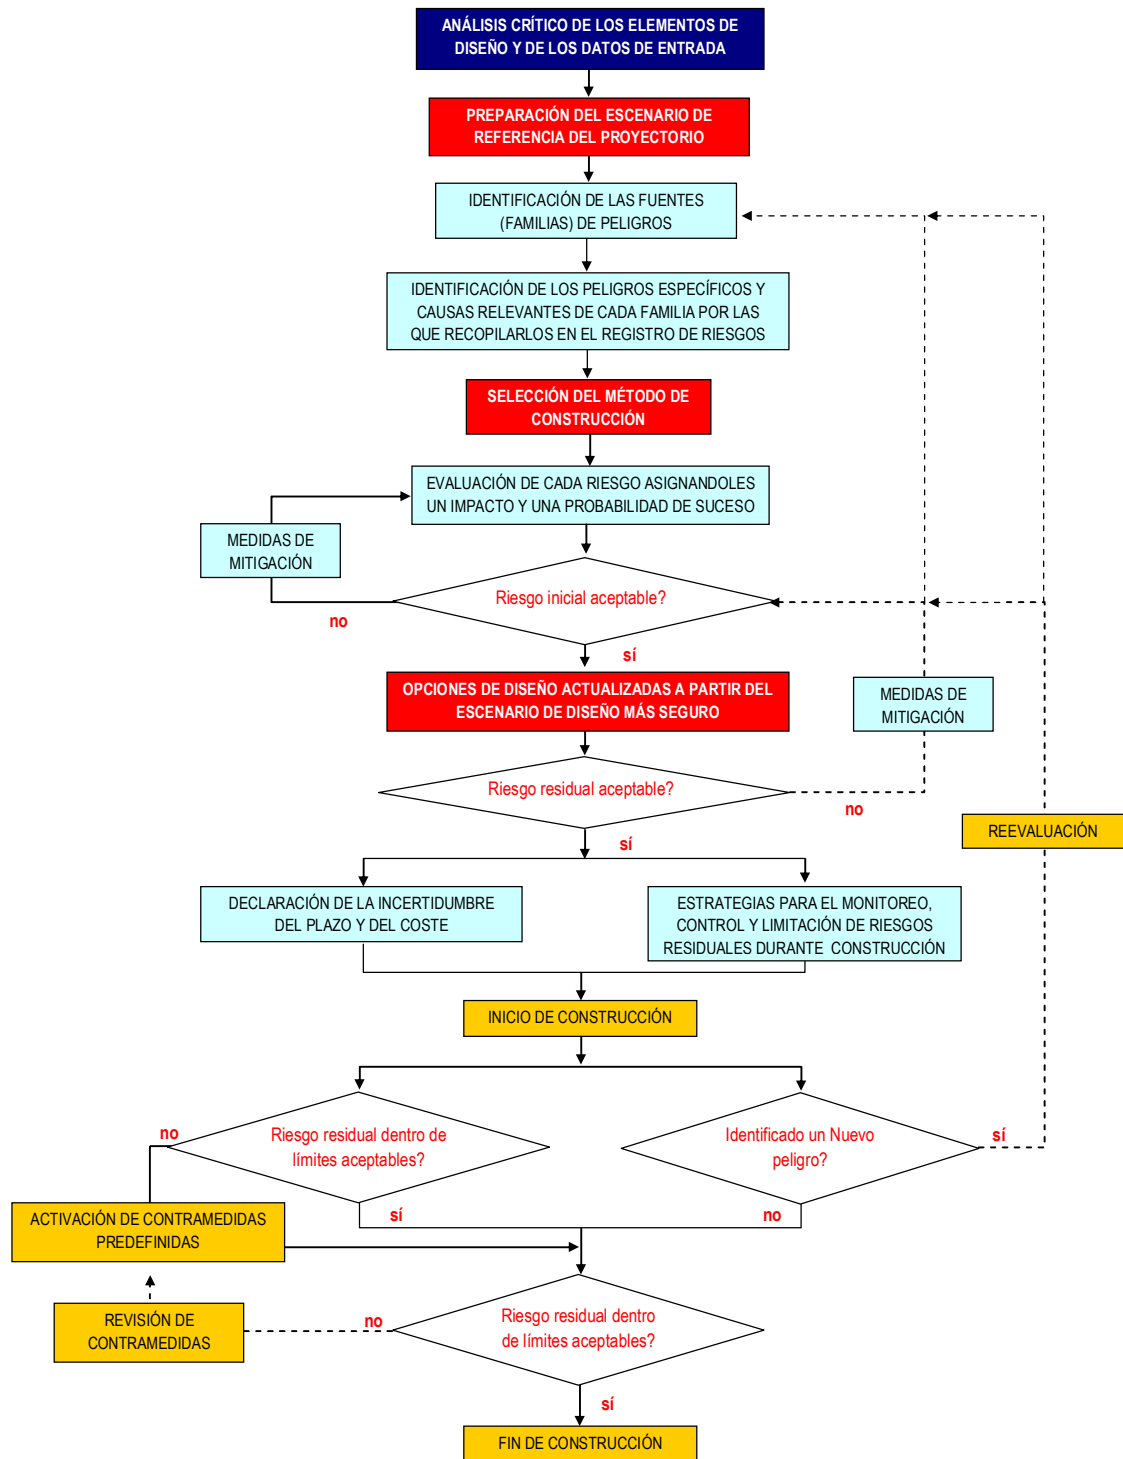 ANÁLISIS CRÍTICO DE LOS ELEMENTOS DE
DISEÑO Y DE LOS DATOS DE ENTRADA
PREPARACIÓN DEL ESCENARIO DE
REFERENCIA DEL PROYECTORIO
IDENTIFICACIÓN DE LAS FUENTES
(FAMILIAS) DE PELIGROS
IDENTIFICACIÓN DE LOS PELIGROS ESPECÍFICOS Y
CAUSAS RELEVANTES DE CADA FAMILIA POR LAS
QUE RECOPILARLOS EN EL REGISTRO DE RIESGOS
SELECCIÓN DEL MÉTODO DE
CONSTRUCCIÓN
EVALUACIÓN DE CADA RIESGO ASIGNANDOLES
UN IMPACTO Y UNA PROBABILIDAD DE SUCESO
MEDIDAS DE
MITIGACIÓN
Riesgo inicial aceptable?
no
sí
OPCIONES DE DISEÑO ACTUALIZADAS A PARTIR DEL
ESCENARIO DE DISEÑO MÁS SEGURO
MEDIDAS DE
MITIGACIÓN
Riesgo residual aceptable?
no
sí
REEVALUACIÓN
DECLARACIÓN DE LA INCERTIDUMBRE
DEL PLAZO Y DEL COSTE
ESTRATEGIAS PARA EL MONITOREO,
CONTROL Y LIMITACIÓN DE RIESGOS
RESIDUALES DURANTE CONSTRUCCIÓN
INICIO DE CONSTRUCCIÓN
no
Riesgo residual dentro de
límites aceptables?
Identificado un Nuevo
peligro?
sí
sí
no
ACTIVACIÓN DE CONTRAMEDIDAS
PREDEFINIDAS
REVISIÓN DE
CONTRAMEDIDAS
no
Riesgo residual dentro
de límites aceptables?
sí
FIN DE CONSTRUCCIÓN